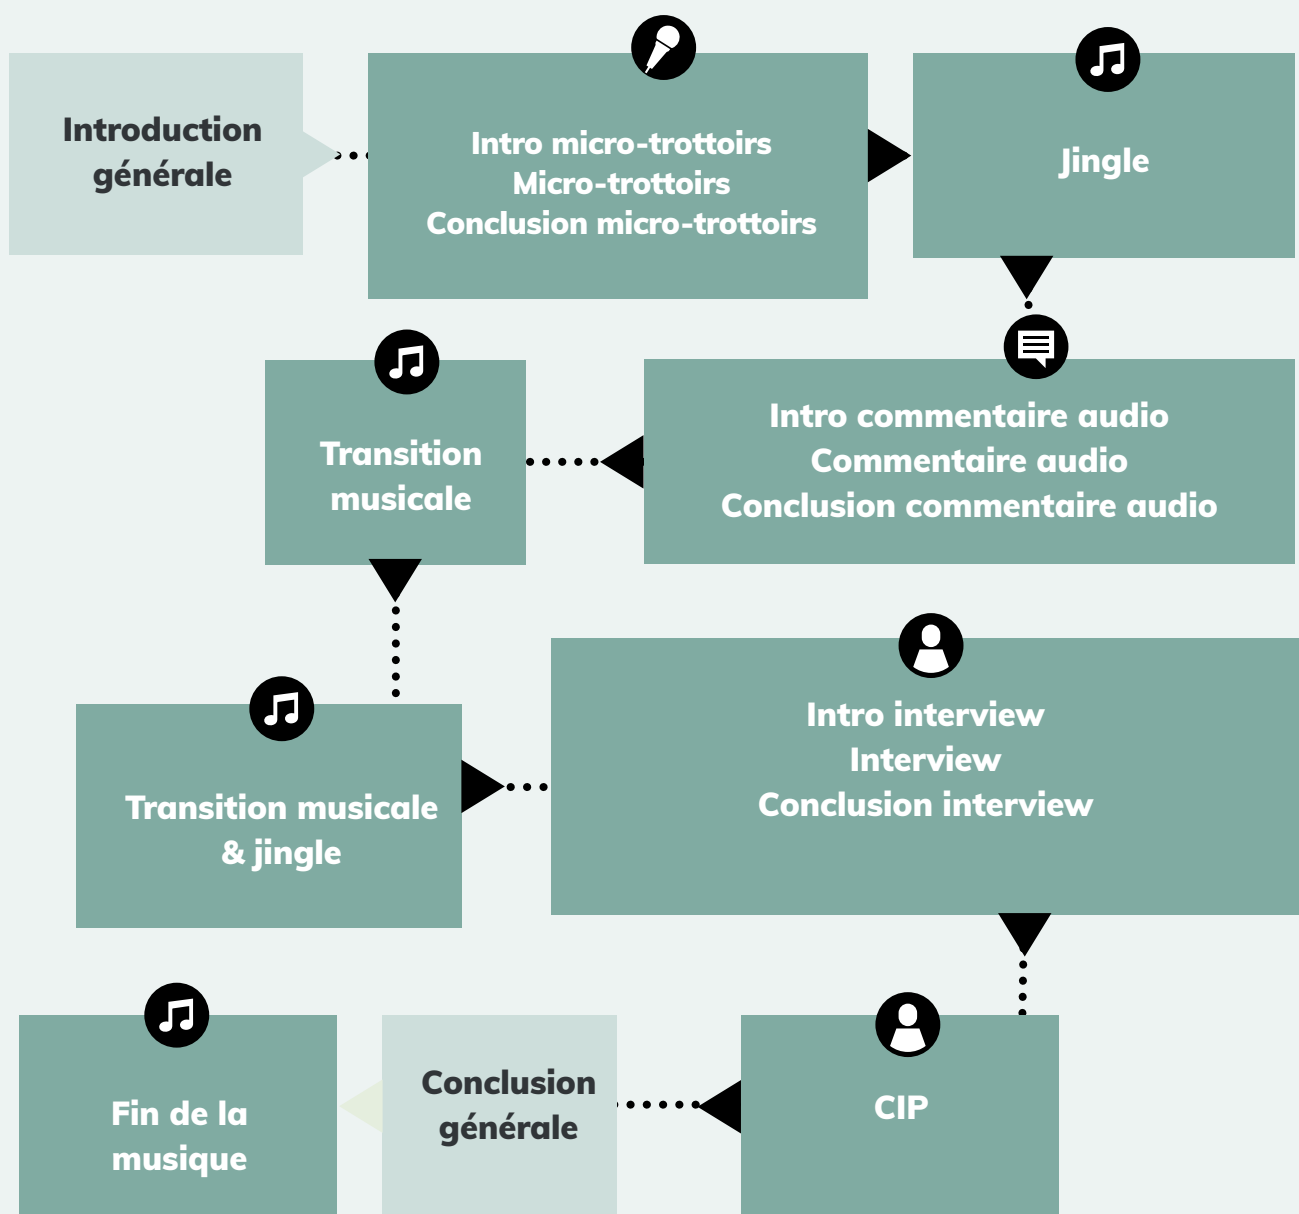 Introduction
générale
Intro micro-trottoirs
Micro-trottoirs
Conclusion micro-trottoirs
Jingle
Intro commentaire audio
Commentaire audio
Conclusion commentaire audio
Transition
musicale
Transition musicale
& jingle
Intro interview
Interview
Conclusion interview
CIP
Conclusion
générale
Fin de la
musique